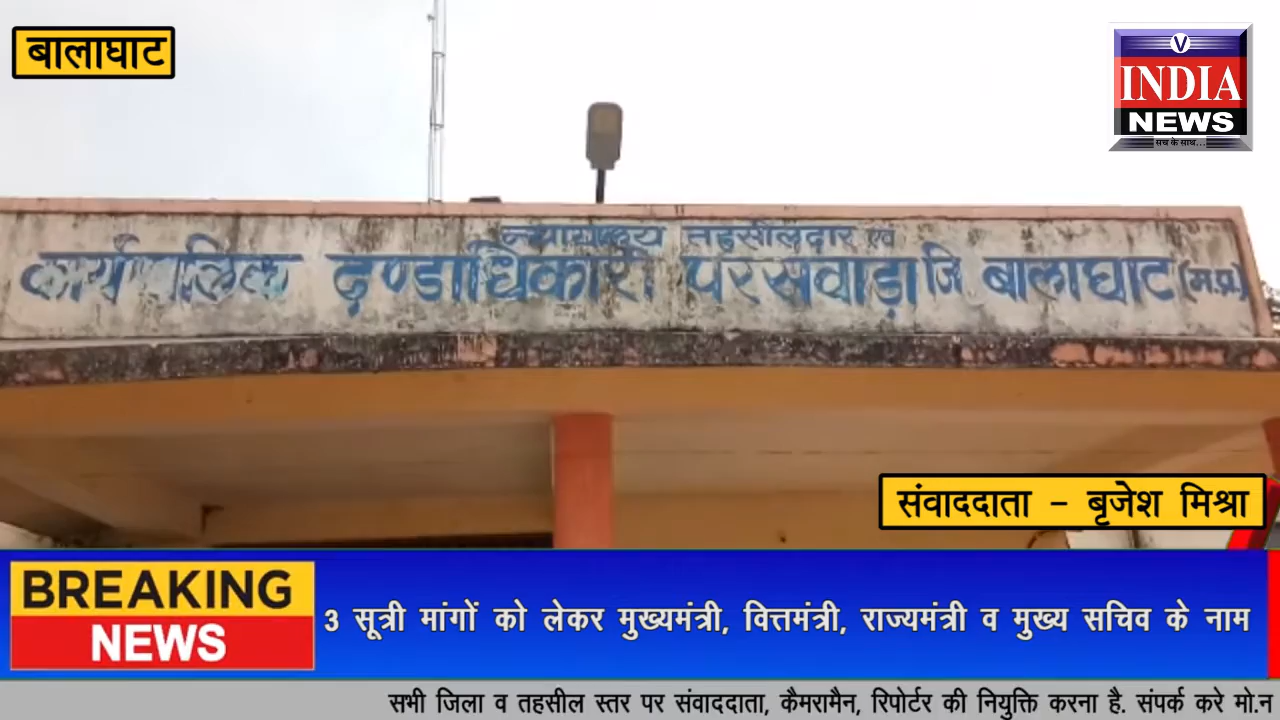 बालाघाट
V
INDIA
NEWS
सच के साथ...
न्यायालय तहसीलदार एवं
कार्यपालिक दण्डाधिकारी परसवाड़ा जि बालाघाट (म.प्र.)
संवाददाता - बृजेश मिश्रा
BREAKING
NEWS
3 सूत्री मांगों को लेकर मुख्यमंत्री, वित्तमंत्री, राज्यमंत्री व मुख्य सचिव के नाम
सभी जिला व तहसील स्तर पर संवाददाता, कैमरामैन, रिपोर्टर की नियुक्ति करना है. संपर्क करे मो.न